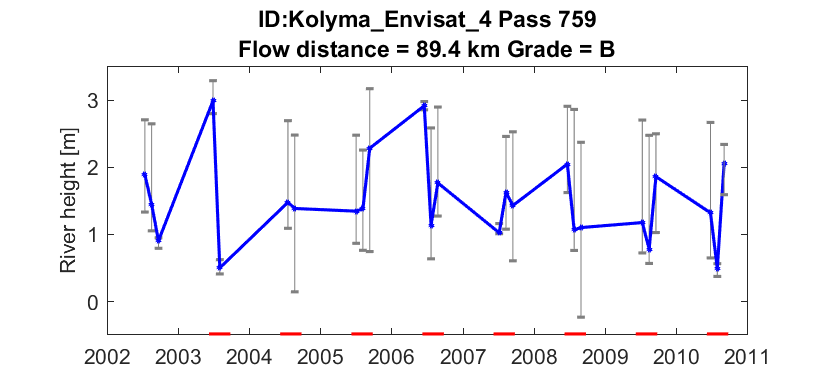 ID:Kolyma_Envisat_4 Pass 759
Flow distance = 89.4 km Grade = B
River height [m]
3
2
1
0
2002 2003 2004 2005 2006 2007 2008 2009 2010 2011